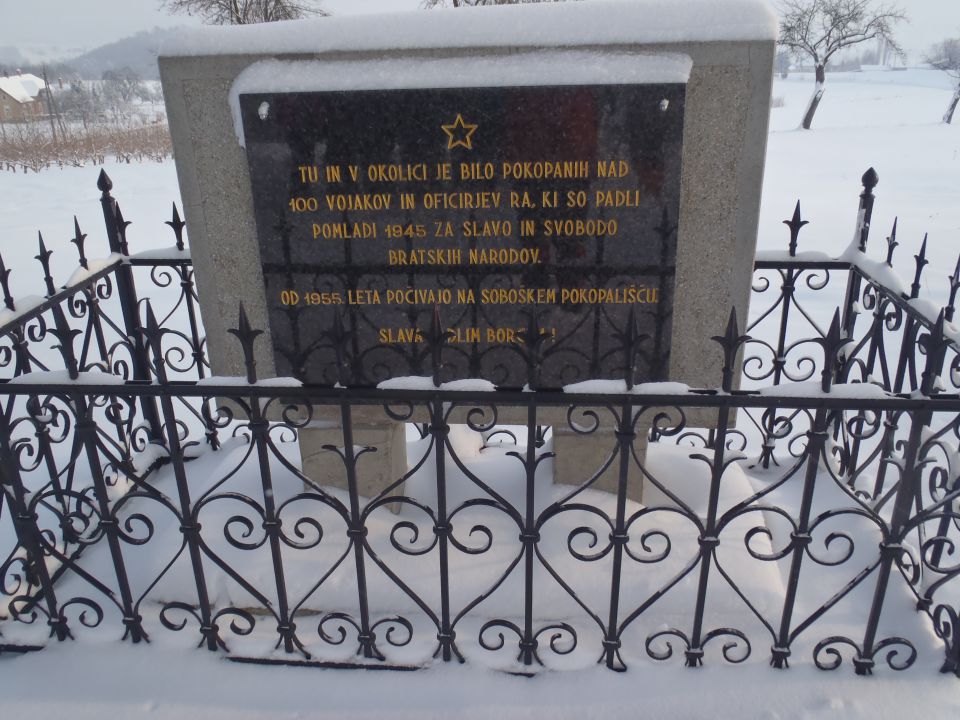 TU IN V OKOLICI JE BILO POKOPANIH NAD
100 VOJAKOV IN OFICIRJEV RA, KI SO PADLI
POMLADI 1945 ZA SLAVO IN SVOBODO
BRATSKIH NARODOV.
OD 1955. LETA POČIVAJO NA SOBOŠKEM POKOPALIŠČU.
SLAVA